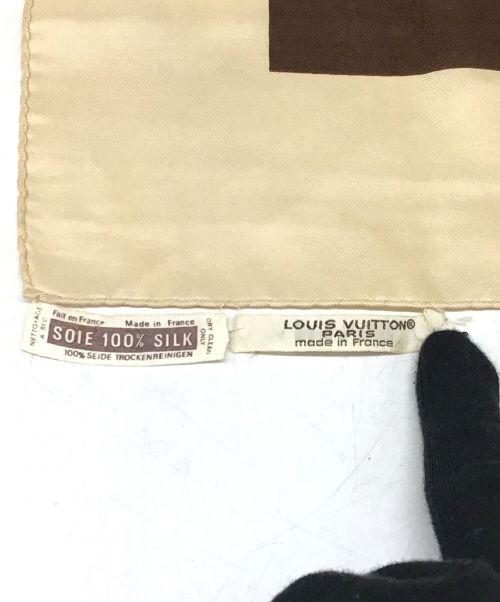 NETTOYAGE
A SEC
Fait en France Made in France
SOIE 100% SILK
100% SEIDE TROCKENREINIGEN
DRY CLEAN
ONLY
LOUIS VUITTON®
PARIS
made in France